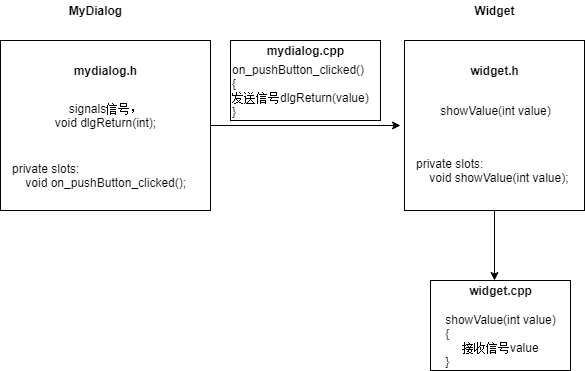 MyDialog
mydialog.h
signals信号，
void dlgReturn(int);
private slots:
void on_pushButton_clicked();
mydialog.cpp
on_pushButton_clicked()
{
发送信号dlgReturn(value)
}
Widget
widget.h
showValue(int value)
private slots:
void showValue(int value);
widget.cpp
showValue(int value)
{
接收信号value
}